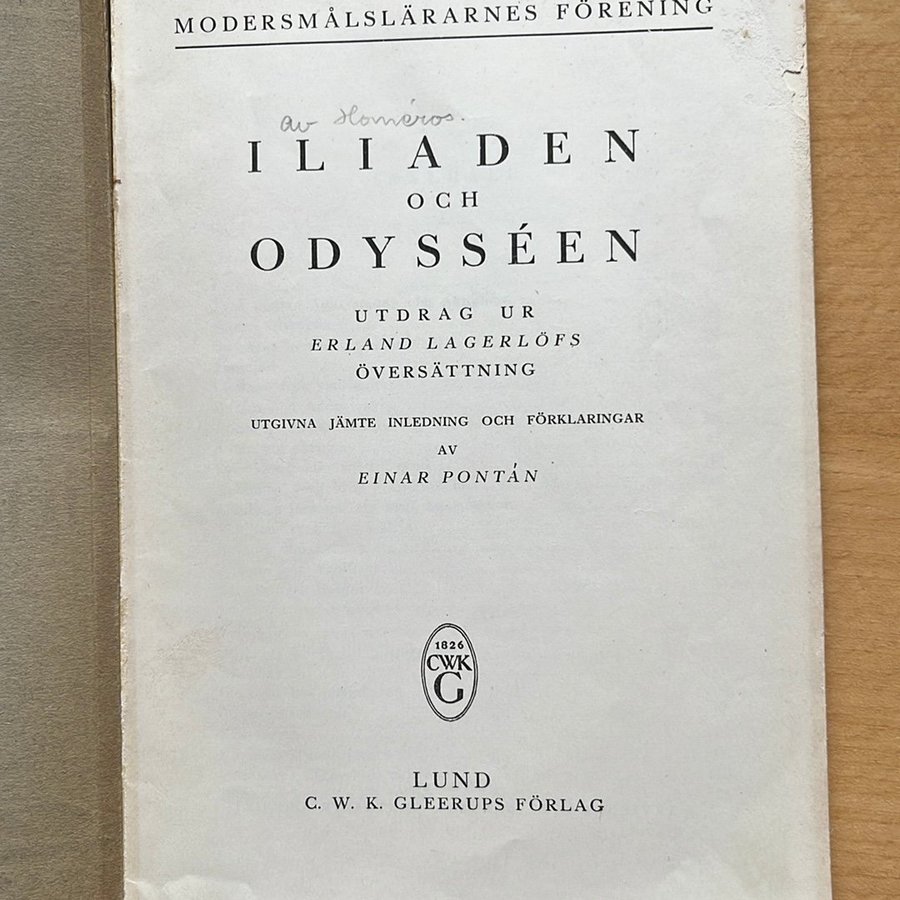 MODERSMÅLSLÄRARNES FÖRENING
av Homéros.
ILIADEN
OCH
ODYSSÉEN
UTDRAG UR
ERLAND LAGERLÖFS
ÖVERSÄTTNING
UTGIVNA JÄMTE INLEDNING OCH FÖRKLARINGAR
AV
EINAR PONTÁN
1826
CWK
G
LUND
C. W. K. GLEERUPS FÖRLAG